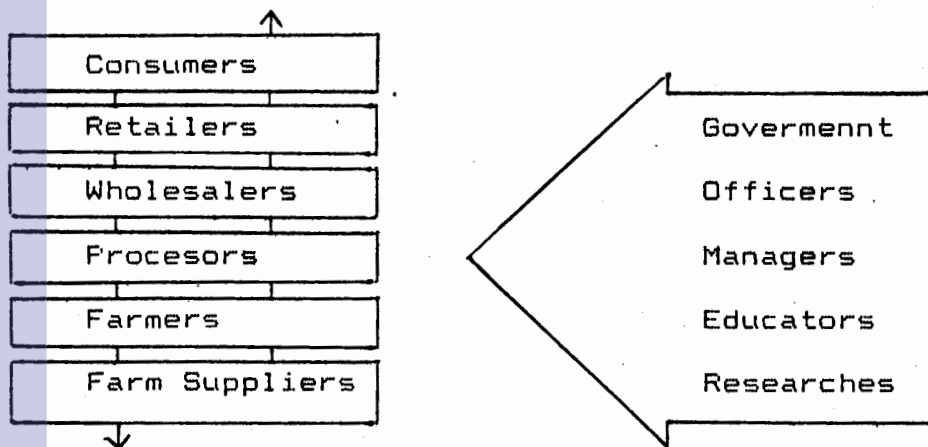 Consumers
Retailers
Wholesalers
Procesors
Farmers
Farm Suppliers
Govermennt
Officers
Managers
Educators
Researches